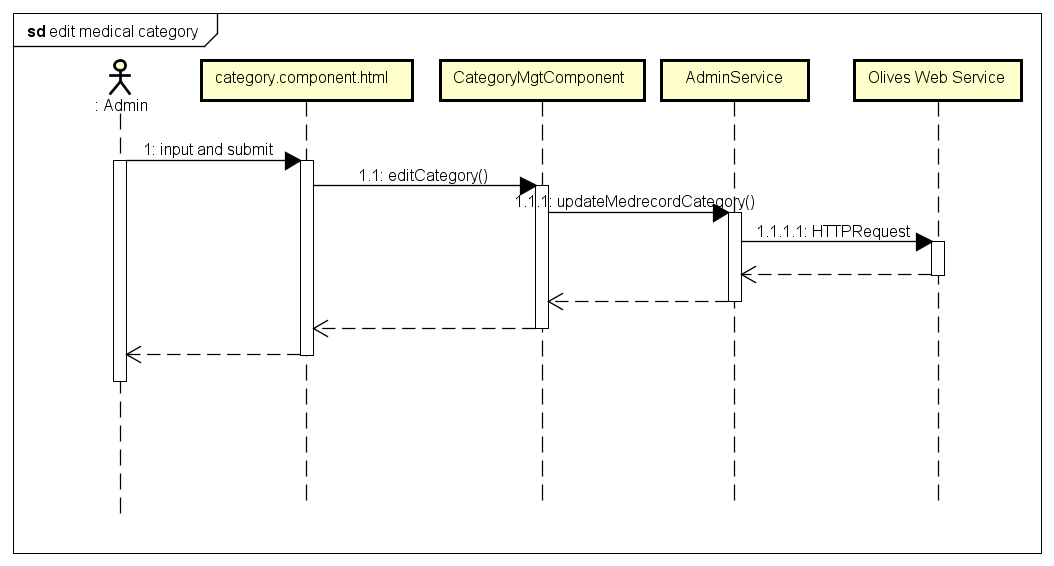 sd edit medical category
category.component.html
CategoryMgtComponent
AdminService
Olives Web Service
: Admin
1: input and submit
1.1: editCategory()
1.1.1: updateMedrecordCategory()
1.1.1.1: HTTPRequest